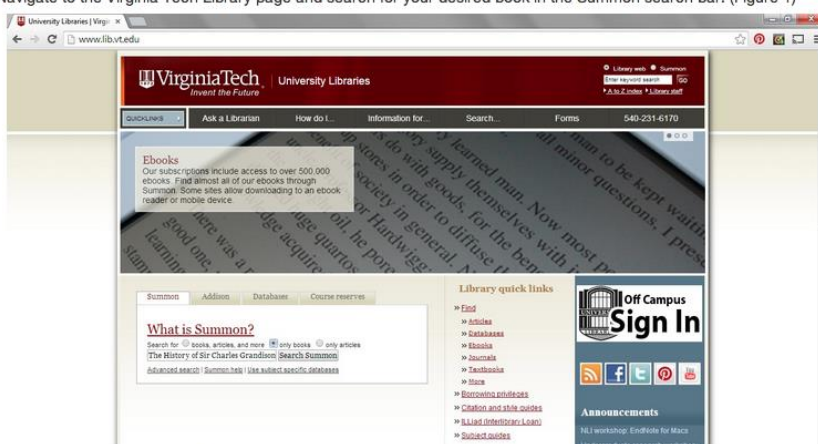 Navigate to the Virginia Tech Library page and search for your desired book in the Summon search bar. (Figure 1)
University Libraries | Virgi
www.lib.vt.edu
VirginiaTech
Invent the Future
University Libraries
Library web Summon
Enter keyword search GO
A to Z index Library staff
QUICKLINKS Ask a Librarian How do I... Information for... Search... Forms 540-231-6170
Ebooks
Our subscriptions include access to over 500,000
ebooks. Find almost all of our ebooks through
Summon. Some sites allow downloading to an ebook
reader or mobile device.
Summon Addison Databases Course reserves
What is Summon?
Search for books, articles, and more only books only articles
The History of Sir Charles Grandison Search Summon
Advanced search | Summon help | Use subject specific databases
Library quick links
» Find
» Articles
» Databases
» Ebooks
» Journals
» Textbooks
» More
» Borrowing privileges
» Citation and style guides
» ILLiad (Interlibrary Loan)
» Subject guides
Off Campus
Sign In
Announcements
NLI workshop: EndNote for Macs